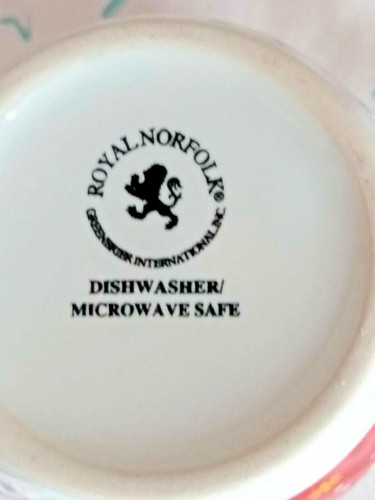 ROYAL NORFOLK®
GREENBRIER INTERNATIONAL, INC.
DISHWASHER/
MICROWAVE SAFE